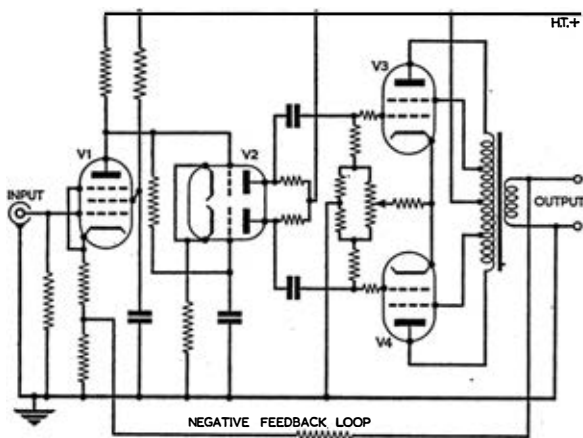 H.T.+
V3
V1
V2
INPUT
OUTPUT
V4
NEGATIVE FEEDBACK LOOP